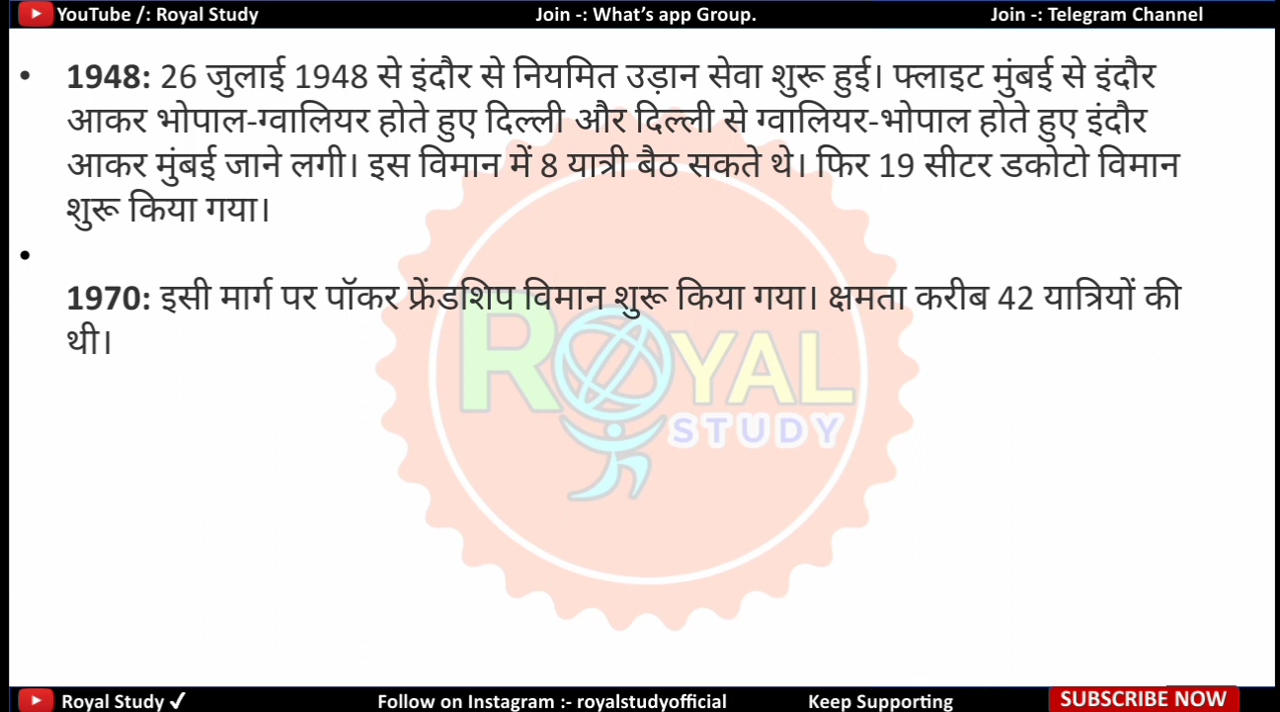 YouTube /: Royal Study
Join -: What's app Group.
Join -: Telegram Channel
• 1948: 26 जुलाई 1948 से इंदौर से नियमित उड़ान सेवा शुरू हुई। फ्लाइट मुंबई से इंदौर
आकर भोपाल-ग्वालियर होते हुए दिल्ली और दिल्ली से ग्वालियर-भोपाल होते हुए इंदौर
आकर मुंबई जाने लगी। इस विमान में 8 यात्री बैठ सकते थे। फिर 19 सीटर डकोटो विमान
शुरू किया गया।
•
1970: इसी मार्ग पर पॉकर फ्रेंडशिप विमान शुरू किया गया। क्षमता करीब 42 यात्रियों की
थी।
ROYAL
STUDY
Royal Study ✓
Follow on Instagram :- royalstudyofficial
Keep Supporting
SUBSCRIBE NOW